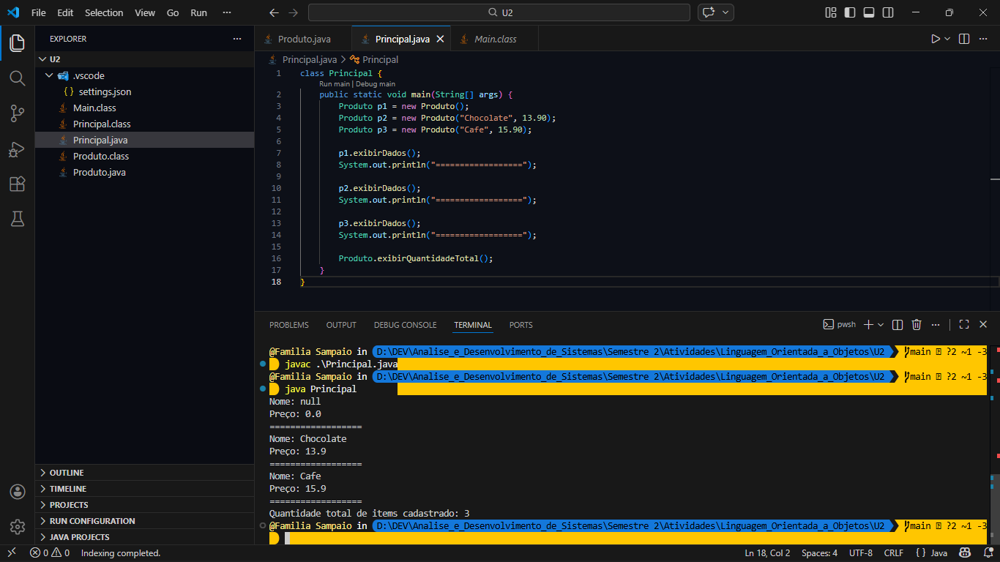 File Edit Selection View Go Run ··· U2
EXPLORER ···
U2
.vscode
{ } settings.json
Main.class
Principal.class
Principal.java
Produto.class
Produto.java
OUTLINE
TIMELINE
PROJECTS
RUN CONFIGURATION
JAVA PROJECTS
Produto.java Principal.java Main.class
Principal.java > Principal
1 class Principal {
Run main | Debug main
2 public static void main(String[] args) {
3 Produto p1 = new Produto();
4 Produto p2 = new Produto("Chocolate", 13.90);
5 Produto p3 = new Produto("Cafe", 15.90);
6
7 p1.exibirDados();
8 System.out.println("==================");
9
10 p2.exibirDados();
11 System.out.println("==================");
12
13 p3.exibirDados();
14 System.out.println("==================");
15
16 Produto.exibirQuantidadeTotal();
17 }
18 }
PROBLEMS OUTPUT DEBUG CONSOLE TERMINAL PORTS pwsh
@Familia Sampaio in D:\DEV\Analise_e_Desenvolvimento_de_Sistemas\Semestre 2\Atividades\Linguagem_Orientada_a_Objetos\U2 main ?2 ~1 -3
javac .\Principal.java
@Familia Sampaio in D:\DEV\Analise_e_Desenvolvimento_de_Sistemas\Semestre 2\Atividades\Linguagem_Orientada_a_Objetos\U2 main ?2 ~1 -3
java Principal
Nome: null
Preço: 0.0
==================
Nome: Chocolate
Preço: 13.9
==================
Nome: Cafe
Preço: 15.9
==================
Quantidade total de items cadastrado: 3
@Familia Sampaio in D:\DEV\Analise_e_Desenvolvimento_de_Sistemas\Semestre 2\Atividades\Linguagem_Orientada_a_Objetos\U2 main ?2 ~1 -3
0 0 Indexing completed. Ln 18, Col 2 Spaces: 4 UTF-8 CRLF { } Java